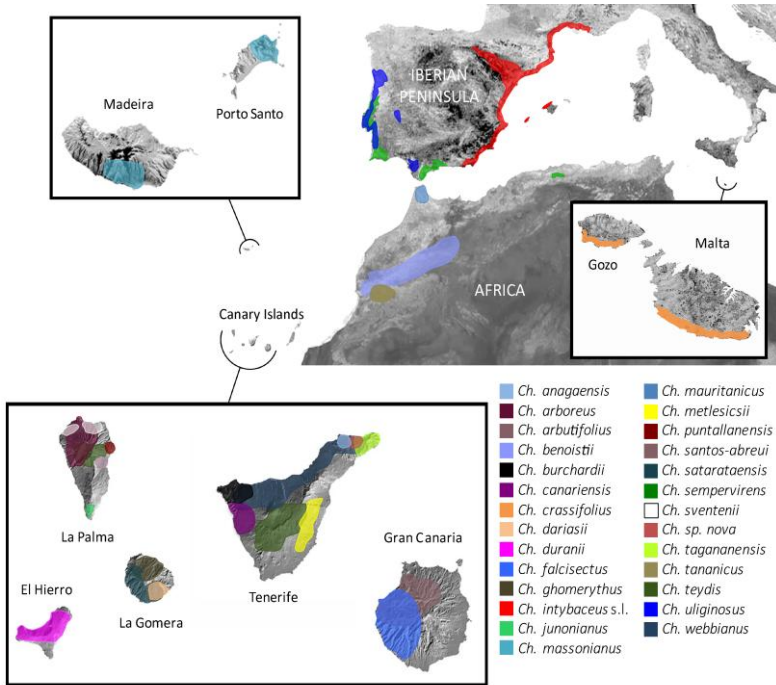 Madeira
Porto Santo
IBERIAN
PENINSULA
Malta
Gozo
AFRICA
Canary Islands
La Palma
El Hierro
La Gomera
Tenerife
Gran Canaria
Ch. anagaensis
Ch. arboreus
Ch. arbutifolius
Ch. benoistii
Ch. burchardii
Ch. canariensis
Ch. crassifolius
Ch. dariasii
Ch. duranii
Ch. falcisectus
Ch. ghomerythus
Ch. intybaceus s.l.
Ch. junonianus
Ch. massonianus
Ch. mauritanicus
Ch. metlesicsii
Ch. puntallanensis
Ch. santos-abreui
Ch. satarataensis
Ch. sempervirens
Ch. sventenii
Ch. sp. nova
Ch. tagananensis
Ch. tananicus
Ch. teydis
Ch. uliginosus
Ch. webbianus